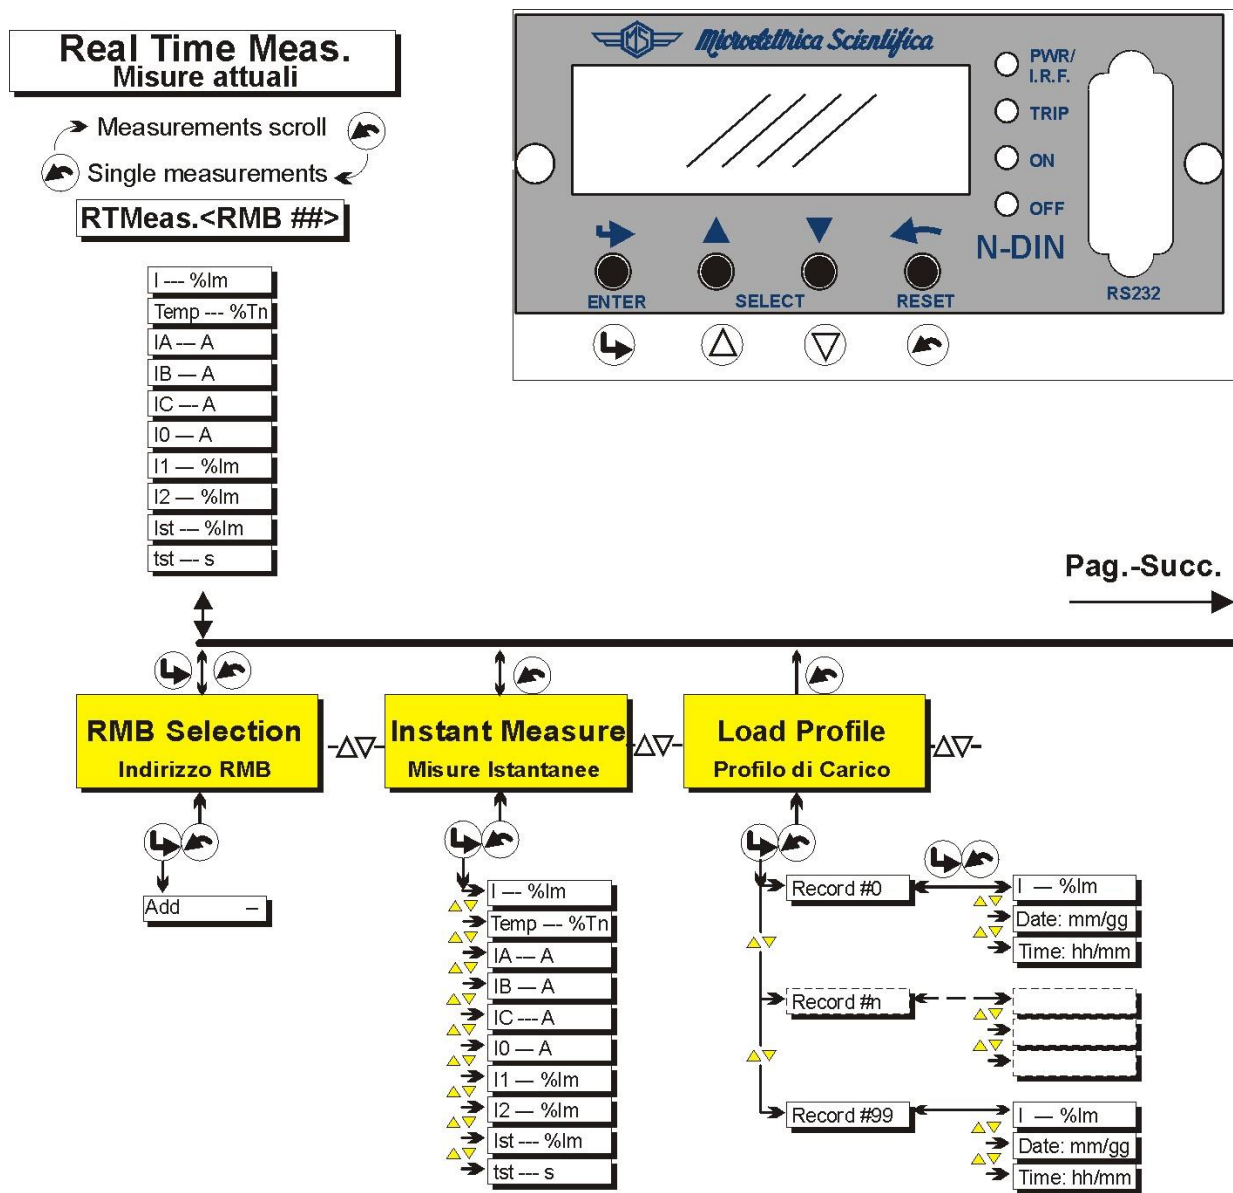 Real Time Meas.
Misure attuali
Measurements scroll
Single measurements
RTMeas.<RMB ##>
I --- %Im
Temp --- %Tn
IA --- A
IB --- A
IC --- A
I0 --- A
I1 --- %Im
I2 --- %Im
Ist --- %Im
tst --- s
MS
Microelettrica Scientifica
PWR/
I.R.F.
TRIP
ON
OFF
N-DIN
ENTER
SELECT
RESET
RS232
Pag.-Succ.
RMB Selection
Indirizzo RMB
Add –
Instant Measure
Misure Istantanee
I --- %Im
Temp --- %Tn
IA --- A
IB --- A
IC --- A
I0 --- A
I1 --- %Im
I2 --- %Im
Ist --- %Im
tst --- s
Load Profile
Profilo di Carico
Record #0
I --- %Im
Date: mm/gg
Time: hh/mm
Record #n
Record #99
I --- %Im
Date: mm/gg
Time: hh/mm